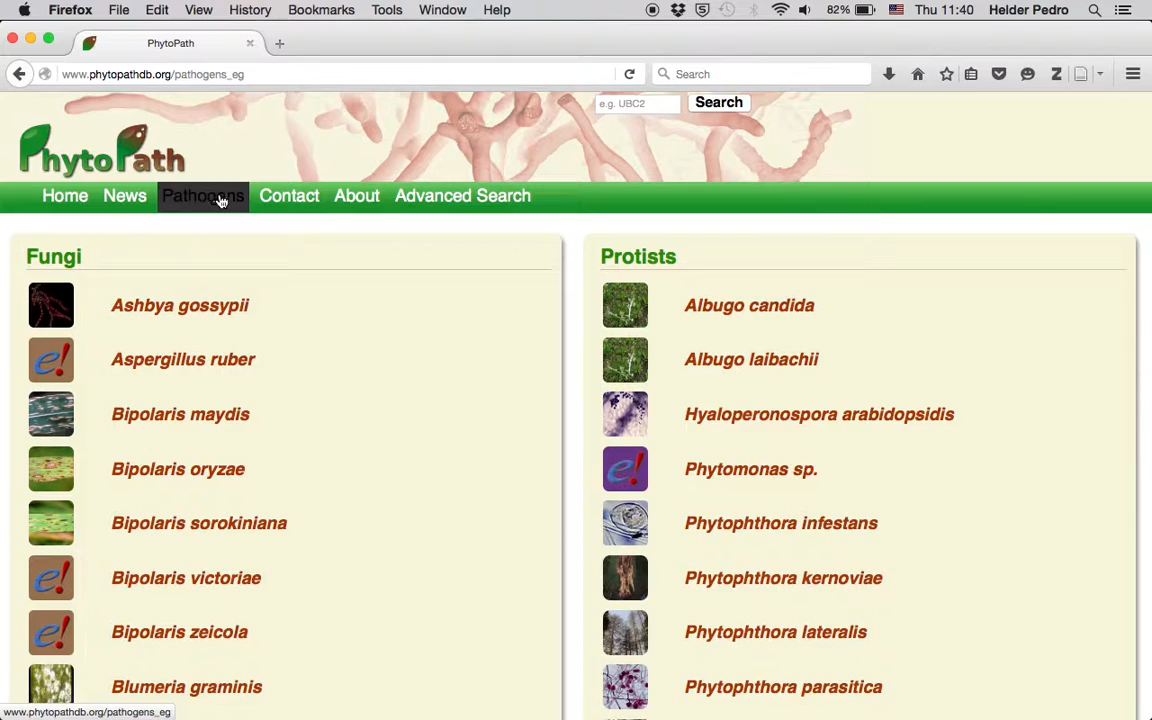 Firefox File Edit View History Bookmarks Tools Window Help 82% Thu 11:40 Helder Pedro
PhytoPath
www.phytopathdb.org/pathogens_eg Search
e.g. UBC2 Search
PhytoPath
Home News Pathogens Contact About Advanced Search
Fungi
Ashbya gossypii
Aspergillus ruber
Bipolaris maydis
Bipolaris oryzae
Bipolaris sorokiniana
Bipolaris victoriae
Bipolaris zeicola
Blumeria graminis
Protists
Albugo candida
Albugo laibachii
Hyaloperonospora arabidopsidis
Phytomonas sp.
Phytophthora infestans
Phytophthora kernoviae
Phytophthora lateralis
Phytophthora parasitica
www.phytopathdb.org/pathogens_eg